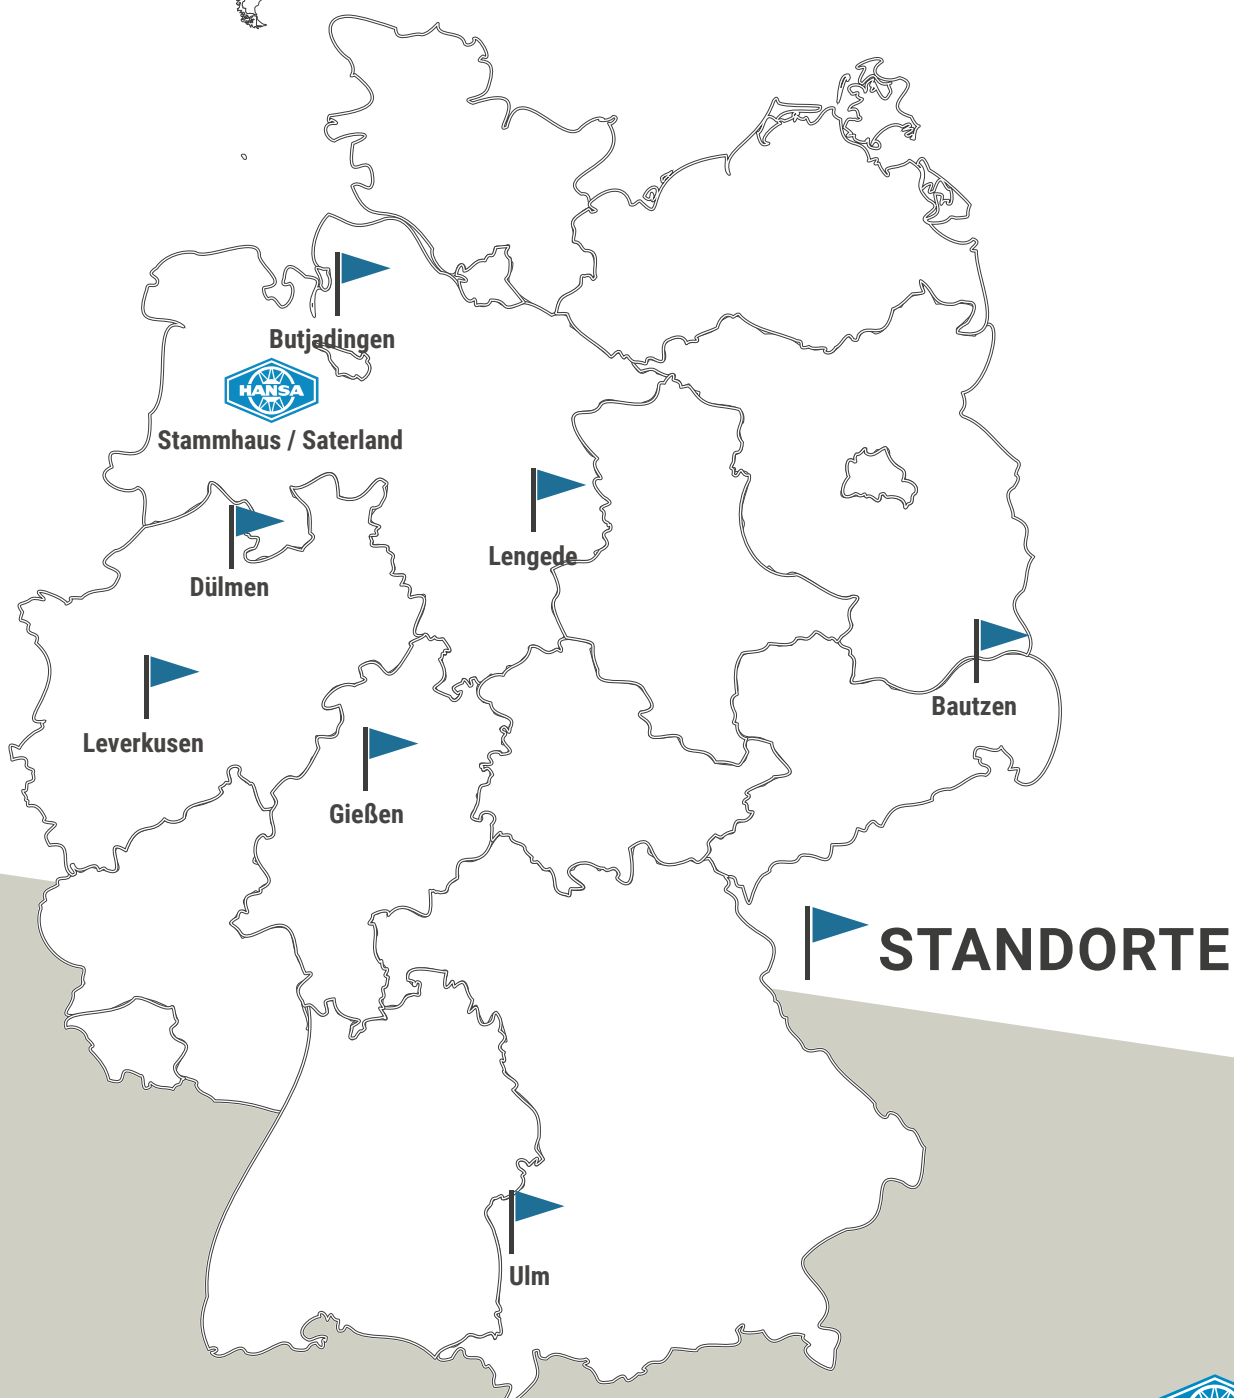 Butjadingen
HANSA
Stammhaus / Saterland
Lengede
Dülmen
Bautzen
Leverkusen
Gießen
STANDORTE
Ulm